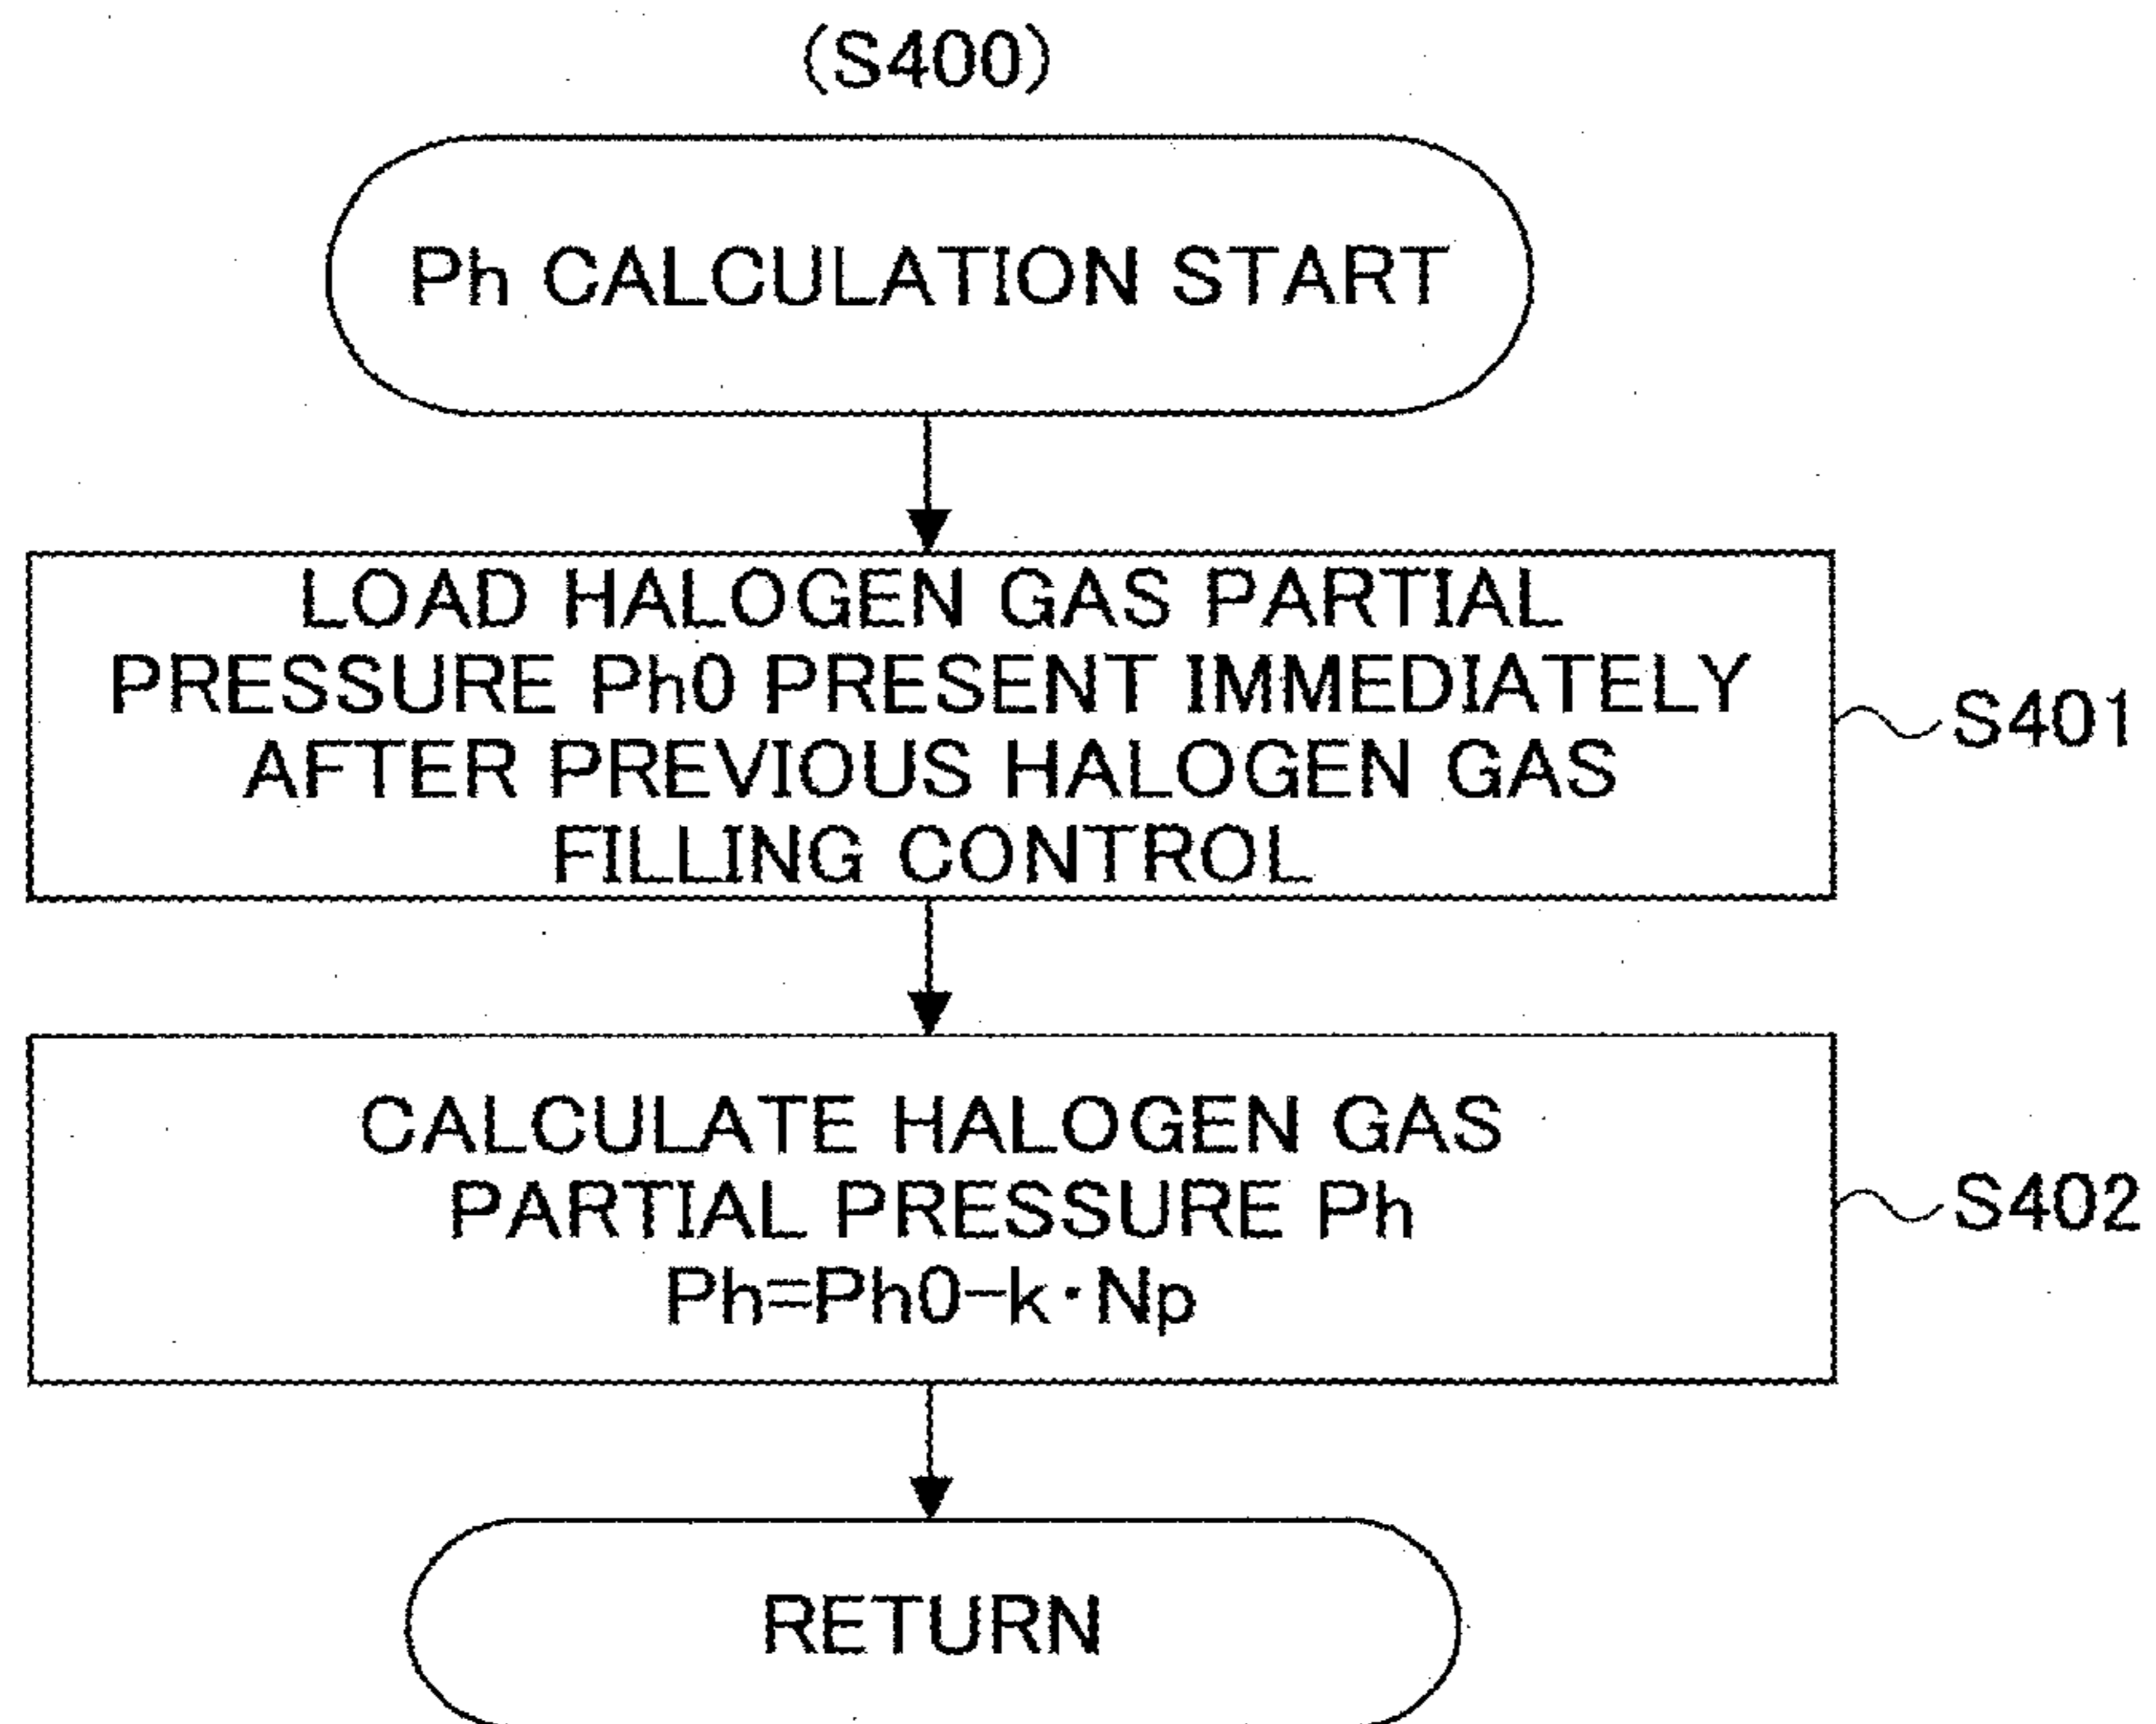 (S400)
Ph CALCULATION START
LOAD HALOGEN GAS PARTIAL
PRESSURE Ph0 PRESENT IMMEDIATELY
AFTER PREVIOUS HALOGEN GAS
FILLING CONTROL
S401
CALCULATE HALOGEN GAS
PARTIAL PRESSURE Ph
Ph=Ph0-k·Np
S402
RETURN